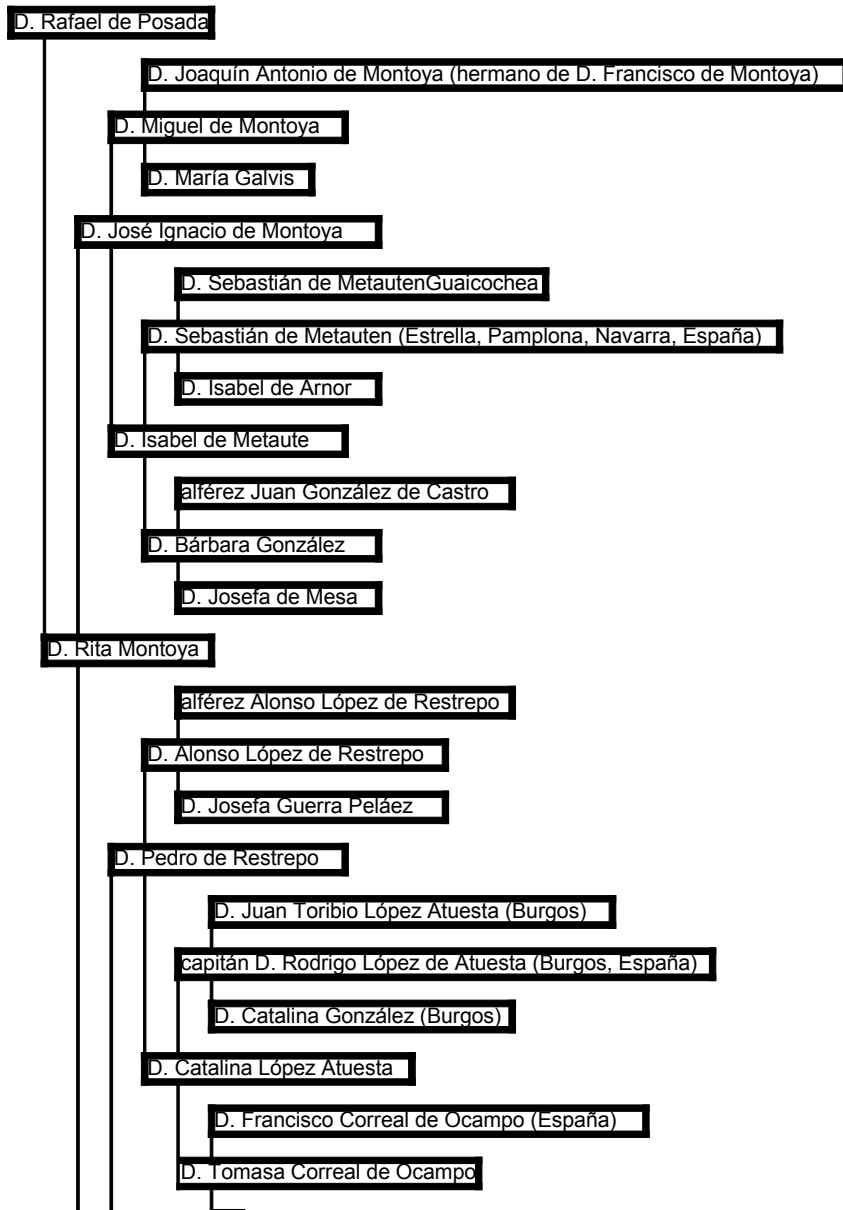 D. Rafael de Posada
D. Joaquín Antonio de Montoya (hermano de D. Francisco de Montoya)
D. Miguel de Montoya
D. María Galvis
D. José Ignacio de Montoya
D. Sebastián de MetautenGuaicochea
D. Sebastián de Metauten (Estrella, Pamplona, Navarra, España)
D. Isabel de Arnor
D. Isabel de Metaute
alférez Juan González de Castro
D. Bárbara González
D. Josefa de Mesa
D. Rita Montoya
alférez Alonso López de Restrepo
D. Alonso López de Restrepo
D. Josefa Guerra Peláez
D. Pedro de Restrepo
D. Juan Toribio López Atuesta (Burgos)
capitán D. Rodrigo López de Atuesta (Burgos, España)
D. Catalina González (Burgos)
D. Catalina López Atuesta
D. Francisco Correal de Ocampo (España)
D. Tomasa Correal de Ocampo